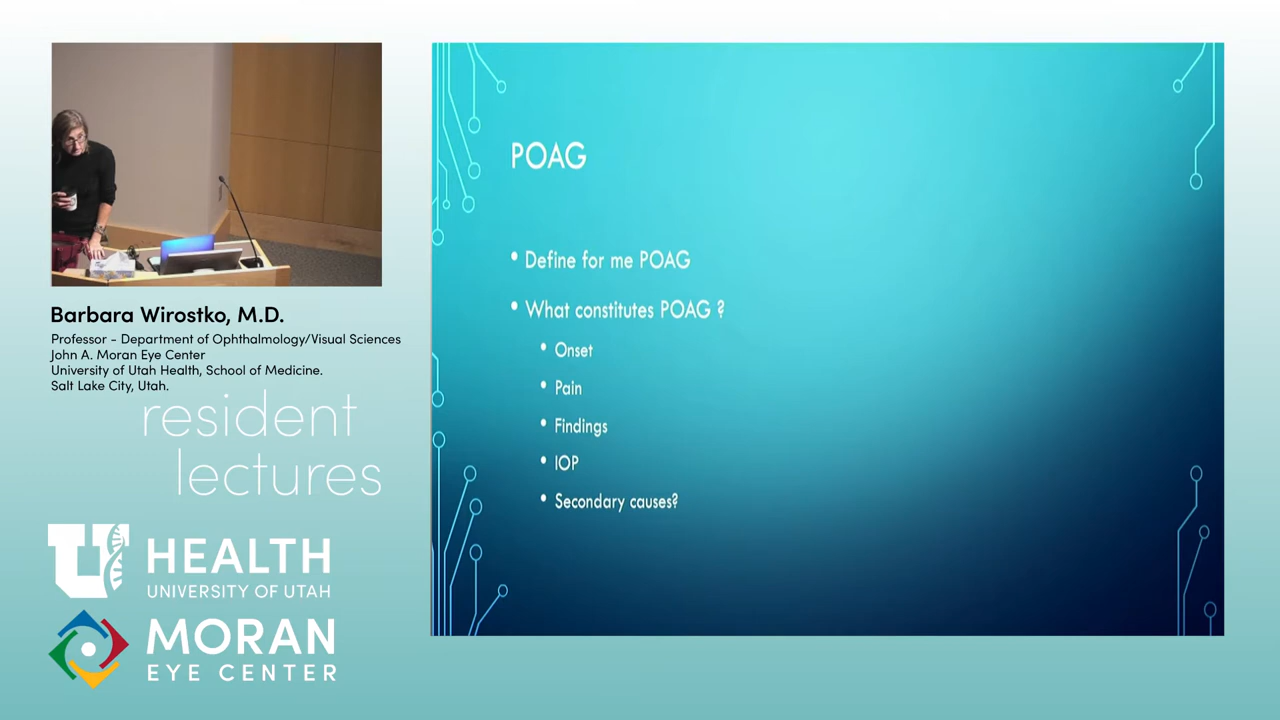 Barbara Wirostko, M.D.
Professor - Department of Ophthalmology/Visual Sciences
John A. Moran Eye Center
University of Utah Health, School of Medicine.
Salt Lake City, Utah.
resident
lectures
U HEALTH
UNIVERSITY OF UTAH
MORAN
EYE CENTER
POAG
• Define for me POAG
• What constitutes POAG ?
• Onset
• Pain
• Findings
• IOP
• Secondary causes?